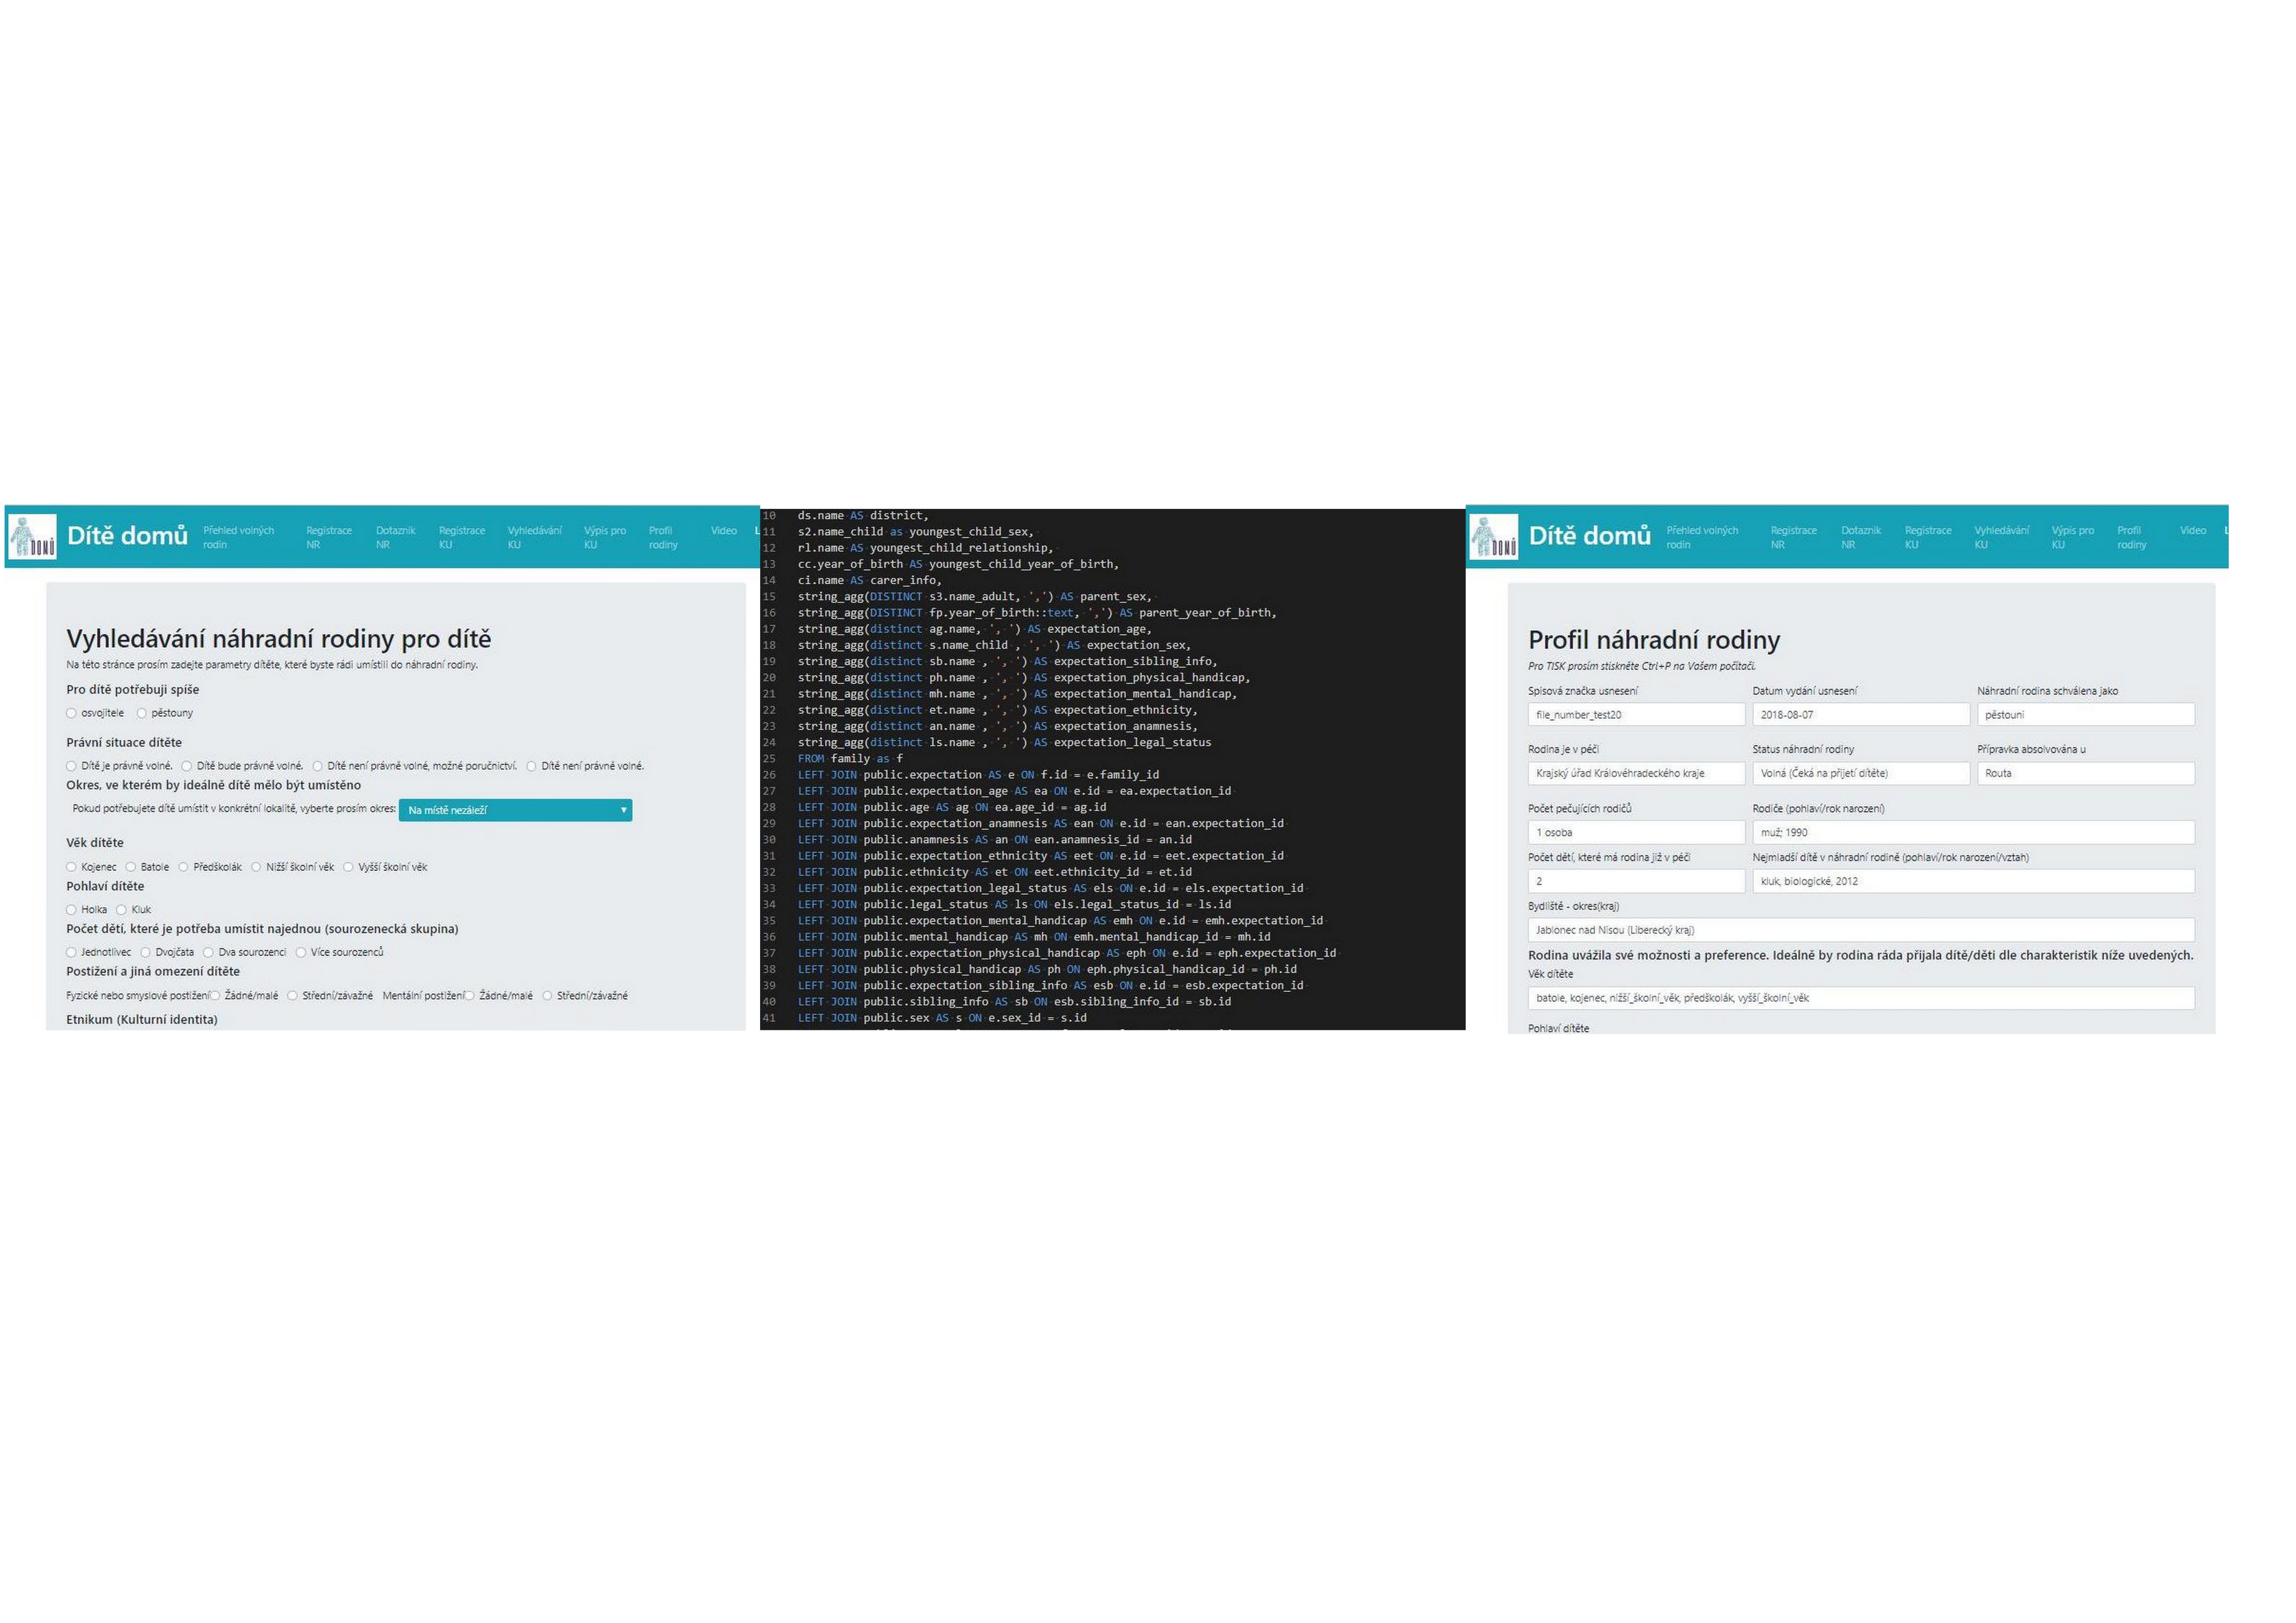 DOMŮ
Dítě domů
Přehled volných rodin
Registrace NR
Dotaznik NR
Registrace KU
Vyhledávání KU
Výpis pro KU
Profil rodiny
Video
L
Vyhledávání náhradní rodiny pro dítě
Na této stránce prosím zadejte parametry dítěte, které byste rádi umístili do náhradní rodiny.
Pro dítě potřebuji spíše
osvojitele pěstouny
Právní situace dítěte
Dítě je právně volné. Dítě bude právně volné. Dítě není právně volné, možné poručnictví. Dítě není právně volné.
Okres, ve kterém by ideálně dítě mělo být umístěno
Pokud potřebujete dítě umístit v konkrétní lokalitě, vyberte prosím okres: Na místě nezáleží
Věk dítěte
Kojenec Batole Předškolák Nižší školní věk Vyšší školní věk
Pohlaví dítěte
Holka Kluk
Počet dětí, které je potřeba umístit najednou (sourozenecká skupina)
Jednotlivec Dvojčata Dva sourozenci Více sourozenců
Postižení a jiná omezení dítěte
Fyzické nebo smyslové postižení Žádné/malé Střední/závažné Mentální postižení Žádné/malé Střední/závažné
Etnikum (Kulturní identita)
10 ds.name AS district,
11 s2.name_child as youngest_child_sex,
12 rl.name AS youngest_child_relationship,
13 cc.year_of_birth AS youngest_child_year_of_birth,
14 ci.name AS carer_info,
15 string_agg(DISTINCT s3.name_adult, ',') AS parent_sex,
16 string_agg(DISTINCT fp.year_of_birth::text, ',') AS parent_year_of_birth,
17 string_agg(distinct ag.name, ', ') AS expectation_age,
18 string_agg(distinct s.name_child , ', ') AS expectation_sex,
19 string_agg(distinct sb.name , ', ') AS expectation_sibling_info,
20 string_agg(distinct ph.name , ', ') AS expectation_physical_handicap,
21 string_agg(distinct mh.name , ', ') AS expectation_mental_handicap,
22 string_agg(distinct et.name , ', ') AS expectation_ethnicity,
23 string_agg(distinct an.name , ', ') AS expectation_anamnesis,
24 string_agg(distinct ls.name , ', ') AS expectation_legal_status
25 FROM family as f
26 LEFT JOIN public.expectation AS e ON f.id = e.family_id
27 LEFT JOIN public.expectation_age AS ea ON e.id = ea.expectation_id
28 LEFT JOIN public.age AS ag ON ea.age_id = ag.id
29 LEFT JOIN public.expectation_anamnesis AS ean ON e.id = ean.expectation_id
30 LEFT JOIN public.anamnesis AS an ON ean.anamnesis_id = an.id
31 LEFT JOIN public.expectation_ethnicity AS eet ON e.id = eet.expectation_id
32 LEFT JOIN public.ethnicity AS et ON eet.ethnicity_id = et.id
33 LEFT JOIN public.expectation_legal_status AS els ON e.id = els.expectation_id
34 LEFT JOIN public.legal_status AS ls ON els.legal_status_id = ls.id
35 LEFT JOIN public.expectation_mental_handicap AS emh ON e.id = emh.expectation_id
36 LEFT JOIN public.mental_handicap AS mh ON emh.mental_handicap_id = mh.id
37 LEFT JOIN public.expectation_physical_handicap AS eph ON e.id = eph.expectation_id
38 LEFT JOIN public.physical_handicap AS ph ON eph.physical_handicap_id = ph.id
39 LEFT JOIN public.expectation_sibling_info AS esb ON e.id = esb.expectation_id
40 LEFT JOIN public.sibling_info AS sb ON esb.sibling_info_id = sb.id
41 LEFT JOIN public.sex AS s ON e.sex_id = s.id
DOMŮ
Dítě domů
Přehled volných rodin
Registrace NR
Dotaznik NR
Registrace KU
Vyhledávání KU
Výpis pro KU
Profil rodiny
Video
L
Profil náhradní rodiny
Pro TISK prosím stiskněte Ctrl+P na Vašem počítači.
Spisová značka usnesení Datum vydání usnesení Náhradní rodina schválena jako
file_number_test20 2018-08-07 pěstouni
Rodina je v péči Status náhradní rodiny Přípravka absolvována u
Krajský úřad Královéhradeckého kraje Volná (Čeká na přijetí dítěte) Routa
Počet pečujících rodičů Rodiče (pohlaví/rok narození)
1 osoba muž; 1990
Počet dětí, které má rodina již v péči Nejmladší dítě v náhradní rodině (pohlaví/rok narození/vztah)
2 kluk, biologické, 2012
Bydliště - okres(kraj)
Jablonec nad Nisou (Liberecký kraj)
Rodina uvážila své možnosti a preference. Ideálně by rodina ráda přijala dítě/děti dle charakteristik níže uvedených.
Věk dítěte
batole, kojenec, nižší_školní_věk, předškolák, vyšší_školní_věk
Pohlaví dítěte